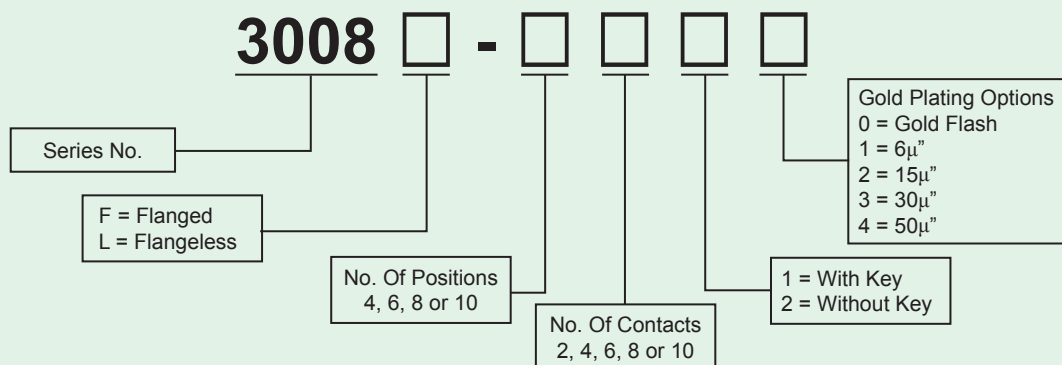 3008 -
Gold Plating Options
0 = Gold Flash
1 = 6µ”
2 = 15µ”
3 = 30µ”
4 = 50µ”
Series No.
F = Flanged
L = Flangeless
No. Of Positions
4, 6, 8 or 10
1 = With Key
2 = Without Key
No. Of Contacts
2, 4, 6, 8 or 10